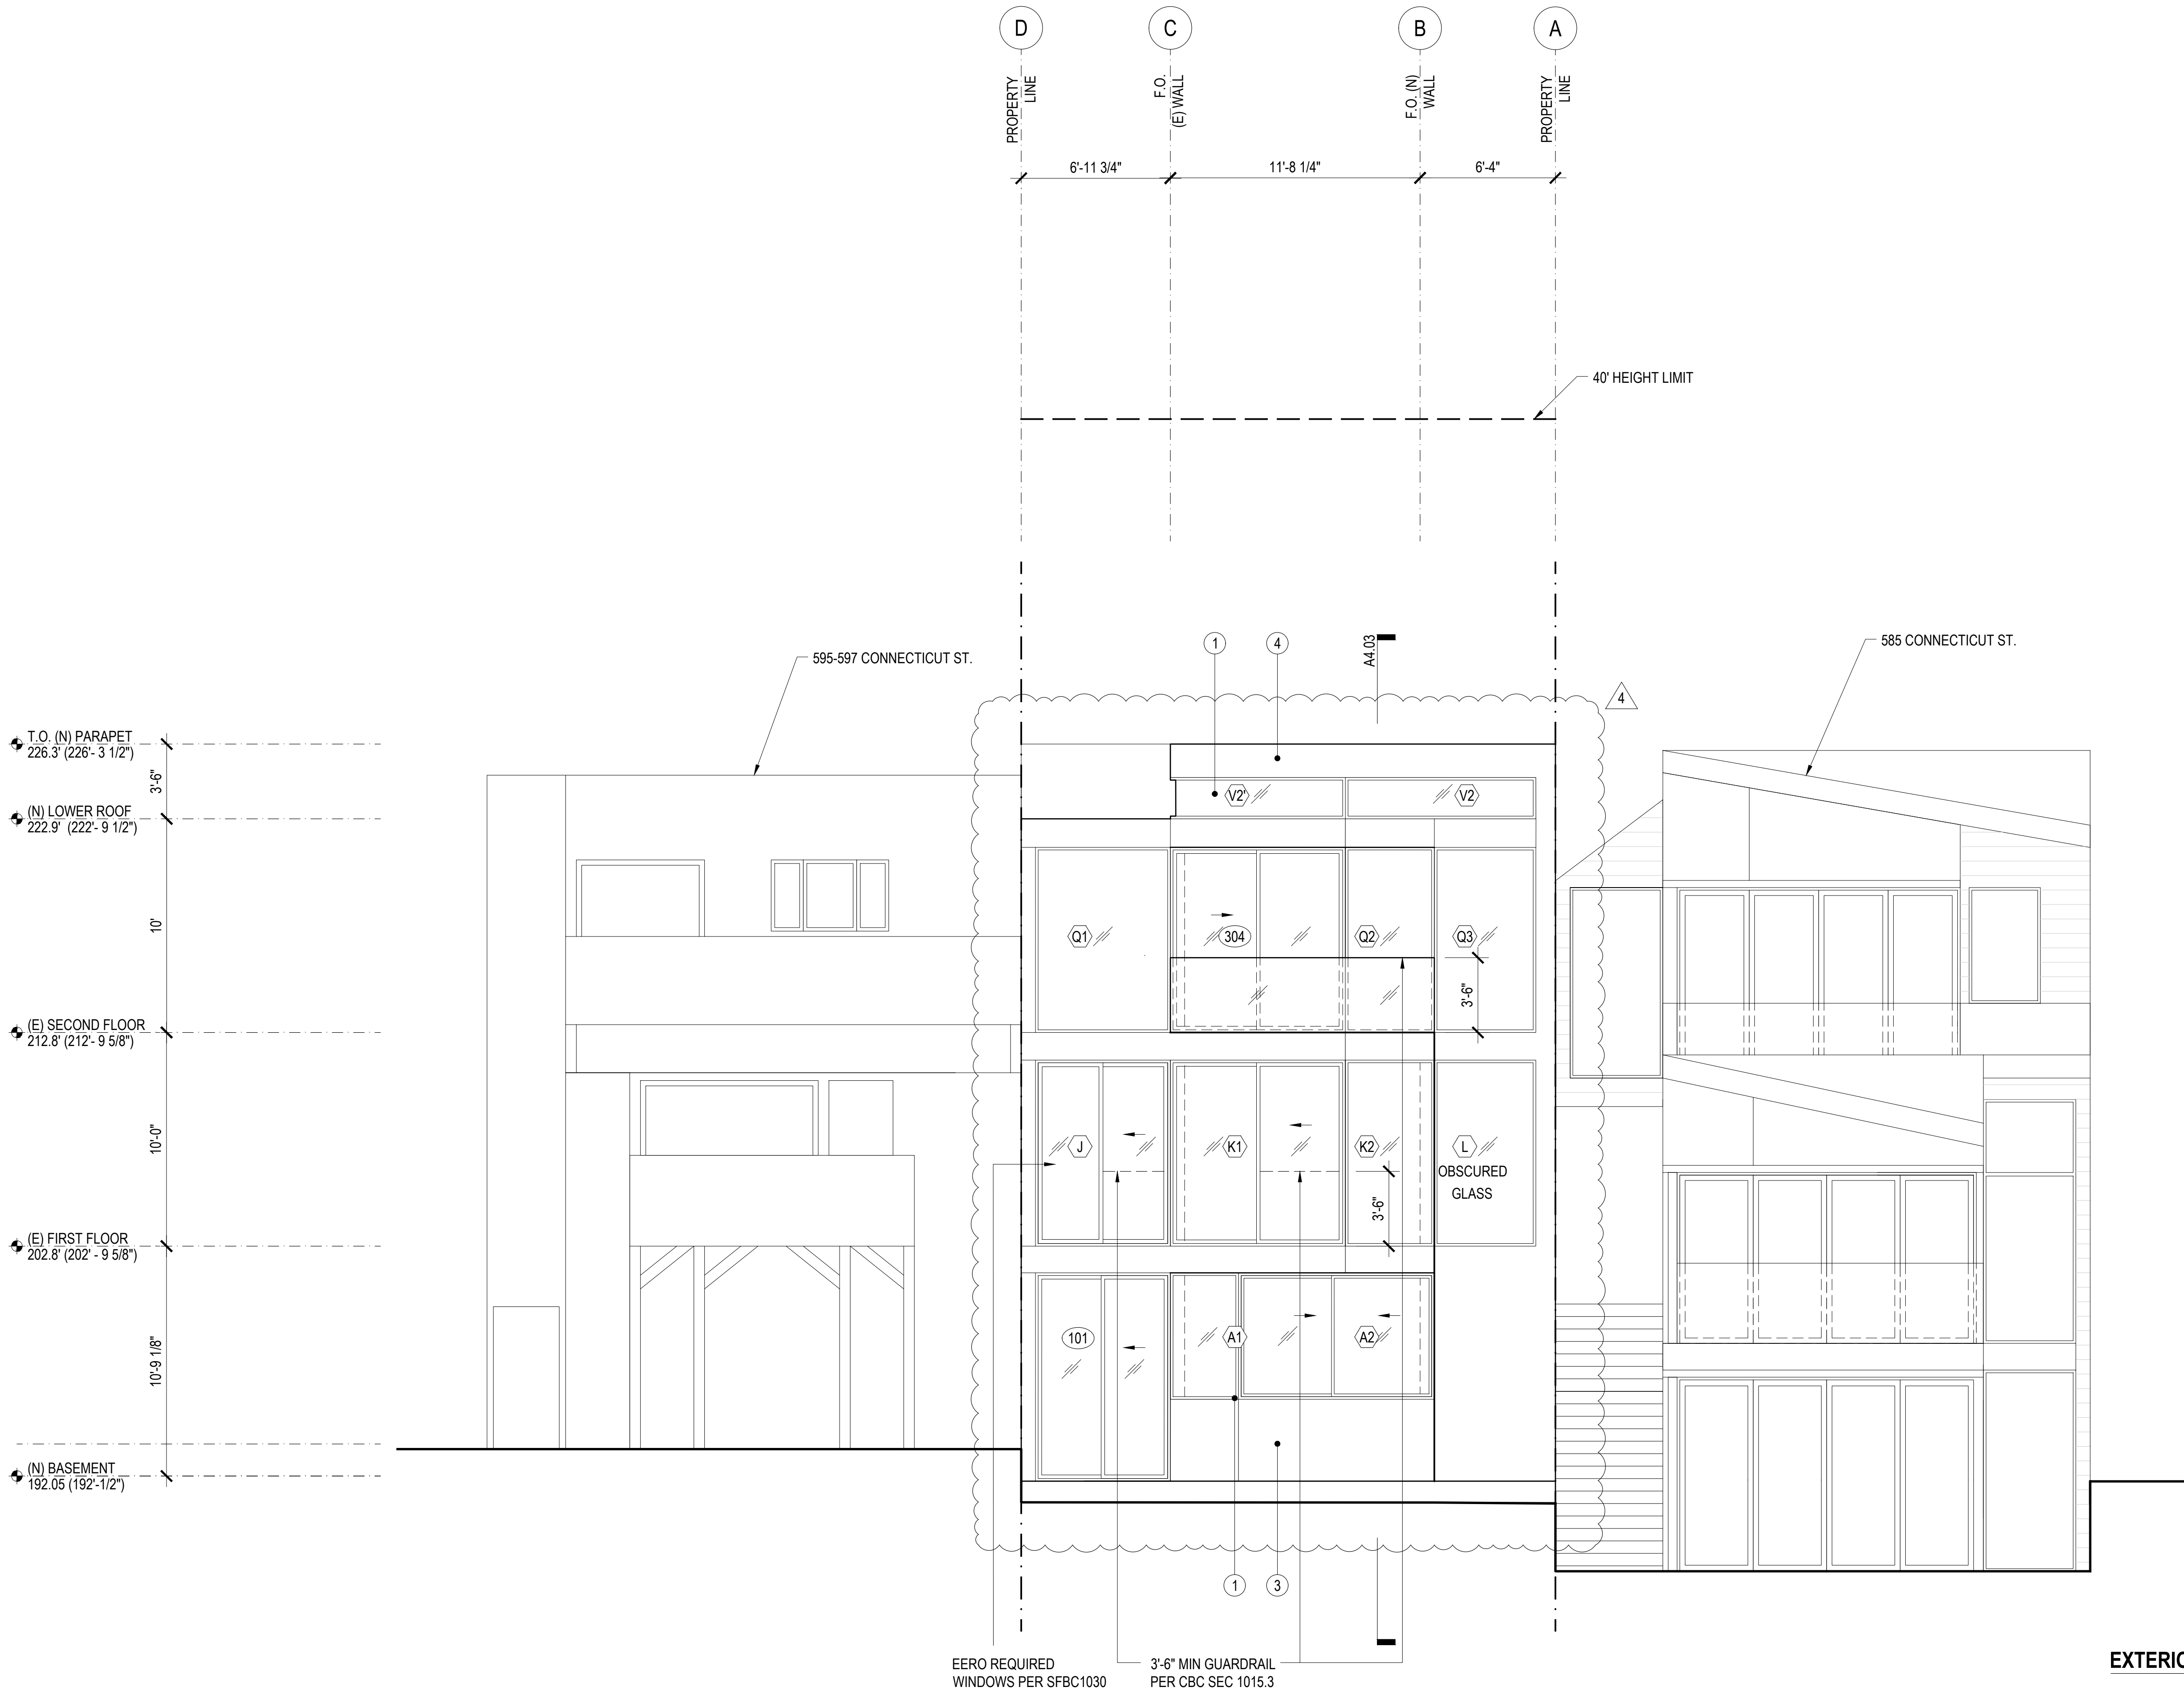 D
C
B
A
PROPERTY
LINE
F.O.
(E) WALL
F.O. (N)
WALL
PROPERTY
LINE
6'-11 3/4"
11'-8 1/4"
6'-4"
40' HEIGHT LIMIT
595-597 CONNECTICUT ST.
1
4
A4.03
585 CONNECTICUT ST.
4
T.O. (N) PARAPET
226.3' (226'- 3 1/2")
3'-6"
(N) LOWER ROOF
222.9' (222'- 9 1/2")
V2'
V2
10'
Q1
304
Q2
Q3
3'-6"
(E) SECOND FLOOR
212.8' (212'- 9 5/8")
10'-0"
J
K1
K2
L
OBSCURED
GLASS
3'-6"
(E) FIRST FLOOR
202.8' (202' - 9 5/8")
10'-9 1/8"
101
A1
A2
(N) BASEMENT
192.05 (192'-1/2")
1
3
EERO REQUIRED
WINDOWS PER SFBC1030
3'-6" MIN GUARDRAIL
PER CBC SEC 1015.3